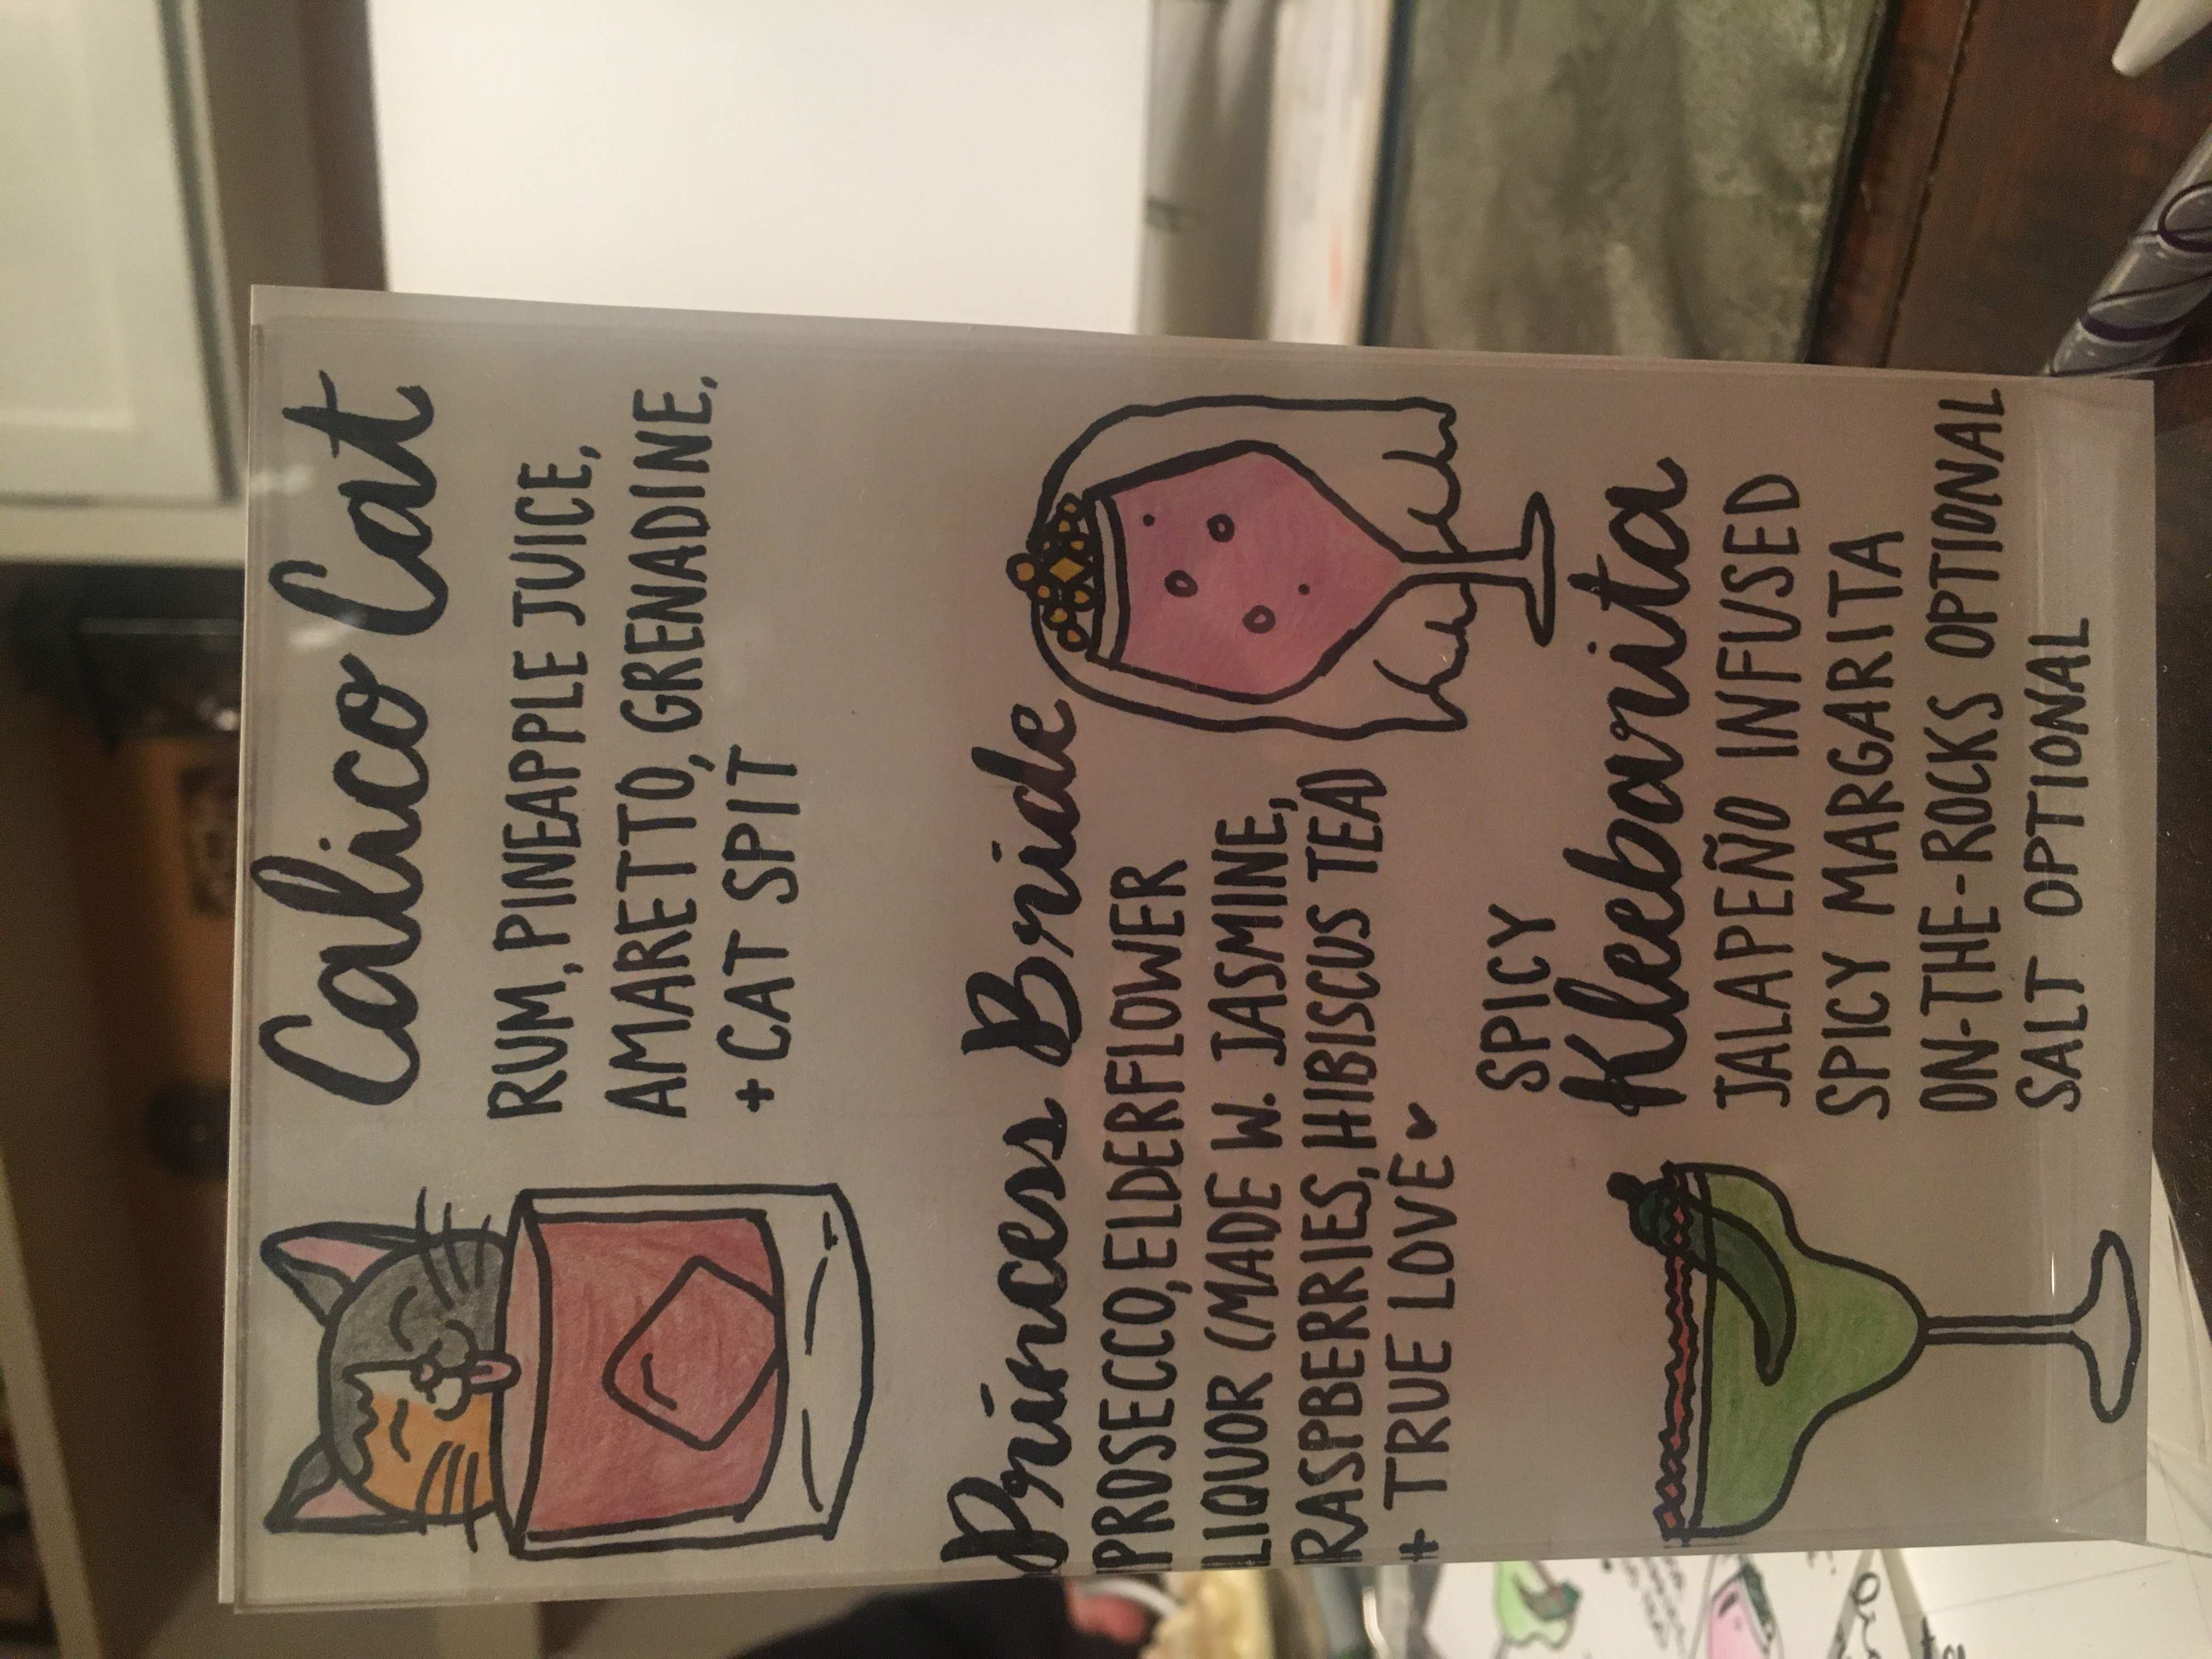 Calico Cat
RUM, PINEAPPLE JUICE,
AMARETTO, GRENADINE,
+ CAT SPIT
Princess Bride
PROSECCO, ELDERFLOWER
LIQUOR (MADE W. JASMINE,
RASPBERRIES, HIBISCUS TEA)
+ TRUE LOVE ♥
SPICY
Kleebarita
JALAPEÑO INFUSED
SPICY MARGARITA
ON-THE-ROCKS OPTIONAL
SALT OPTIONAL